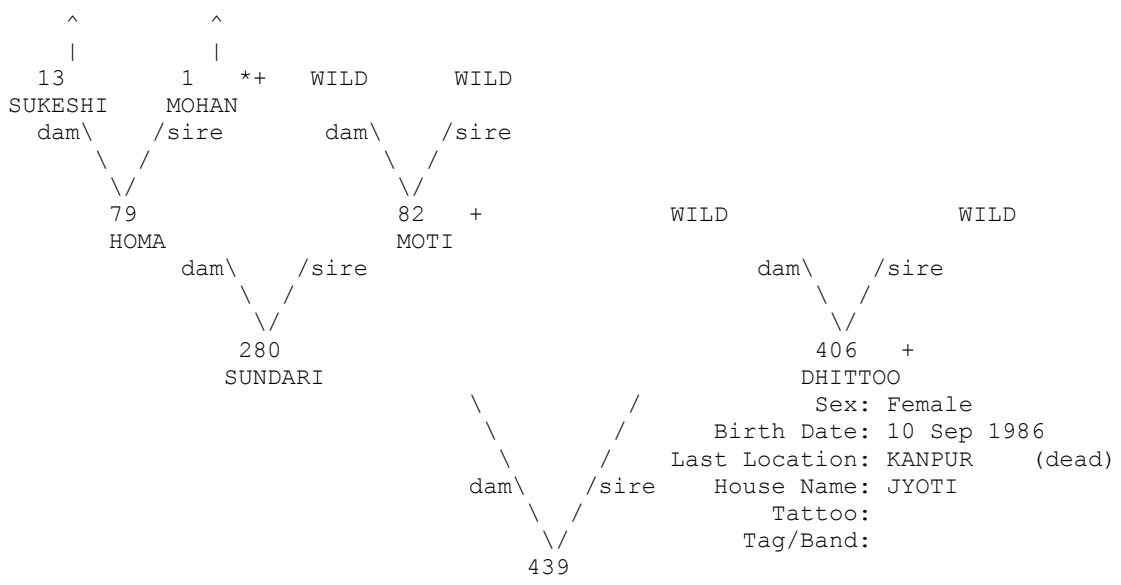 ^ ^
| |
13 1 *+ WILD WILD
SUKESHI MOHAN
dam\ /sire dam\ /sire
\ / \ /
\/ \/
79 82 + WILD WILD
HOMA MOTI
dam\ /sire dam\ /sire
\ / \ /
\/ \/
280 406 +
SUNDARI DHITTOO
\ / Sex: Female
\ / Birth Date: 10 Sep 1986
\ / Last Location: KANPUR (dead)
dam\ /sire House Name: JYOTI
\ / Tattoo:
\/ Tag/Band:
439